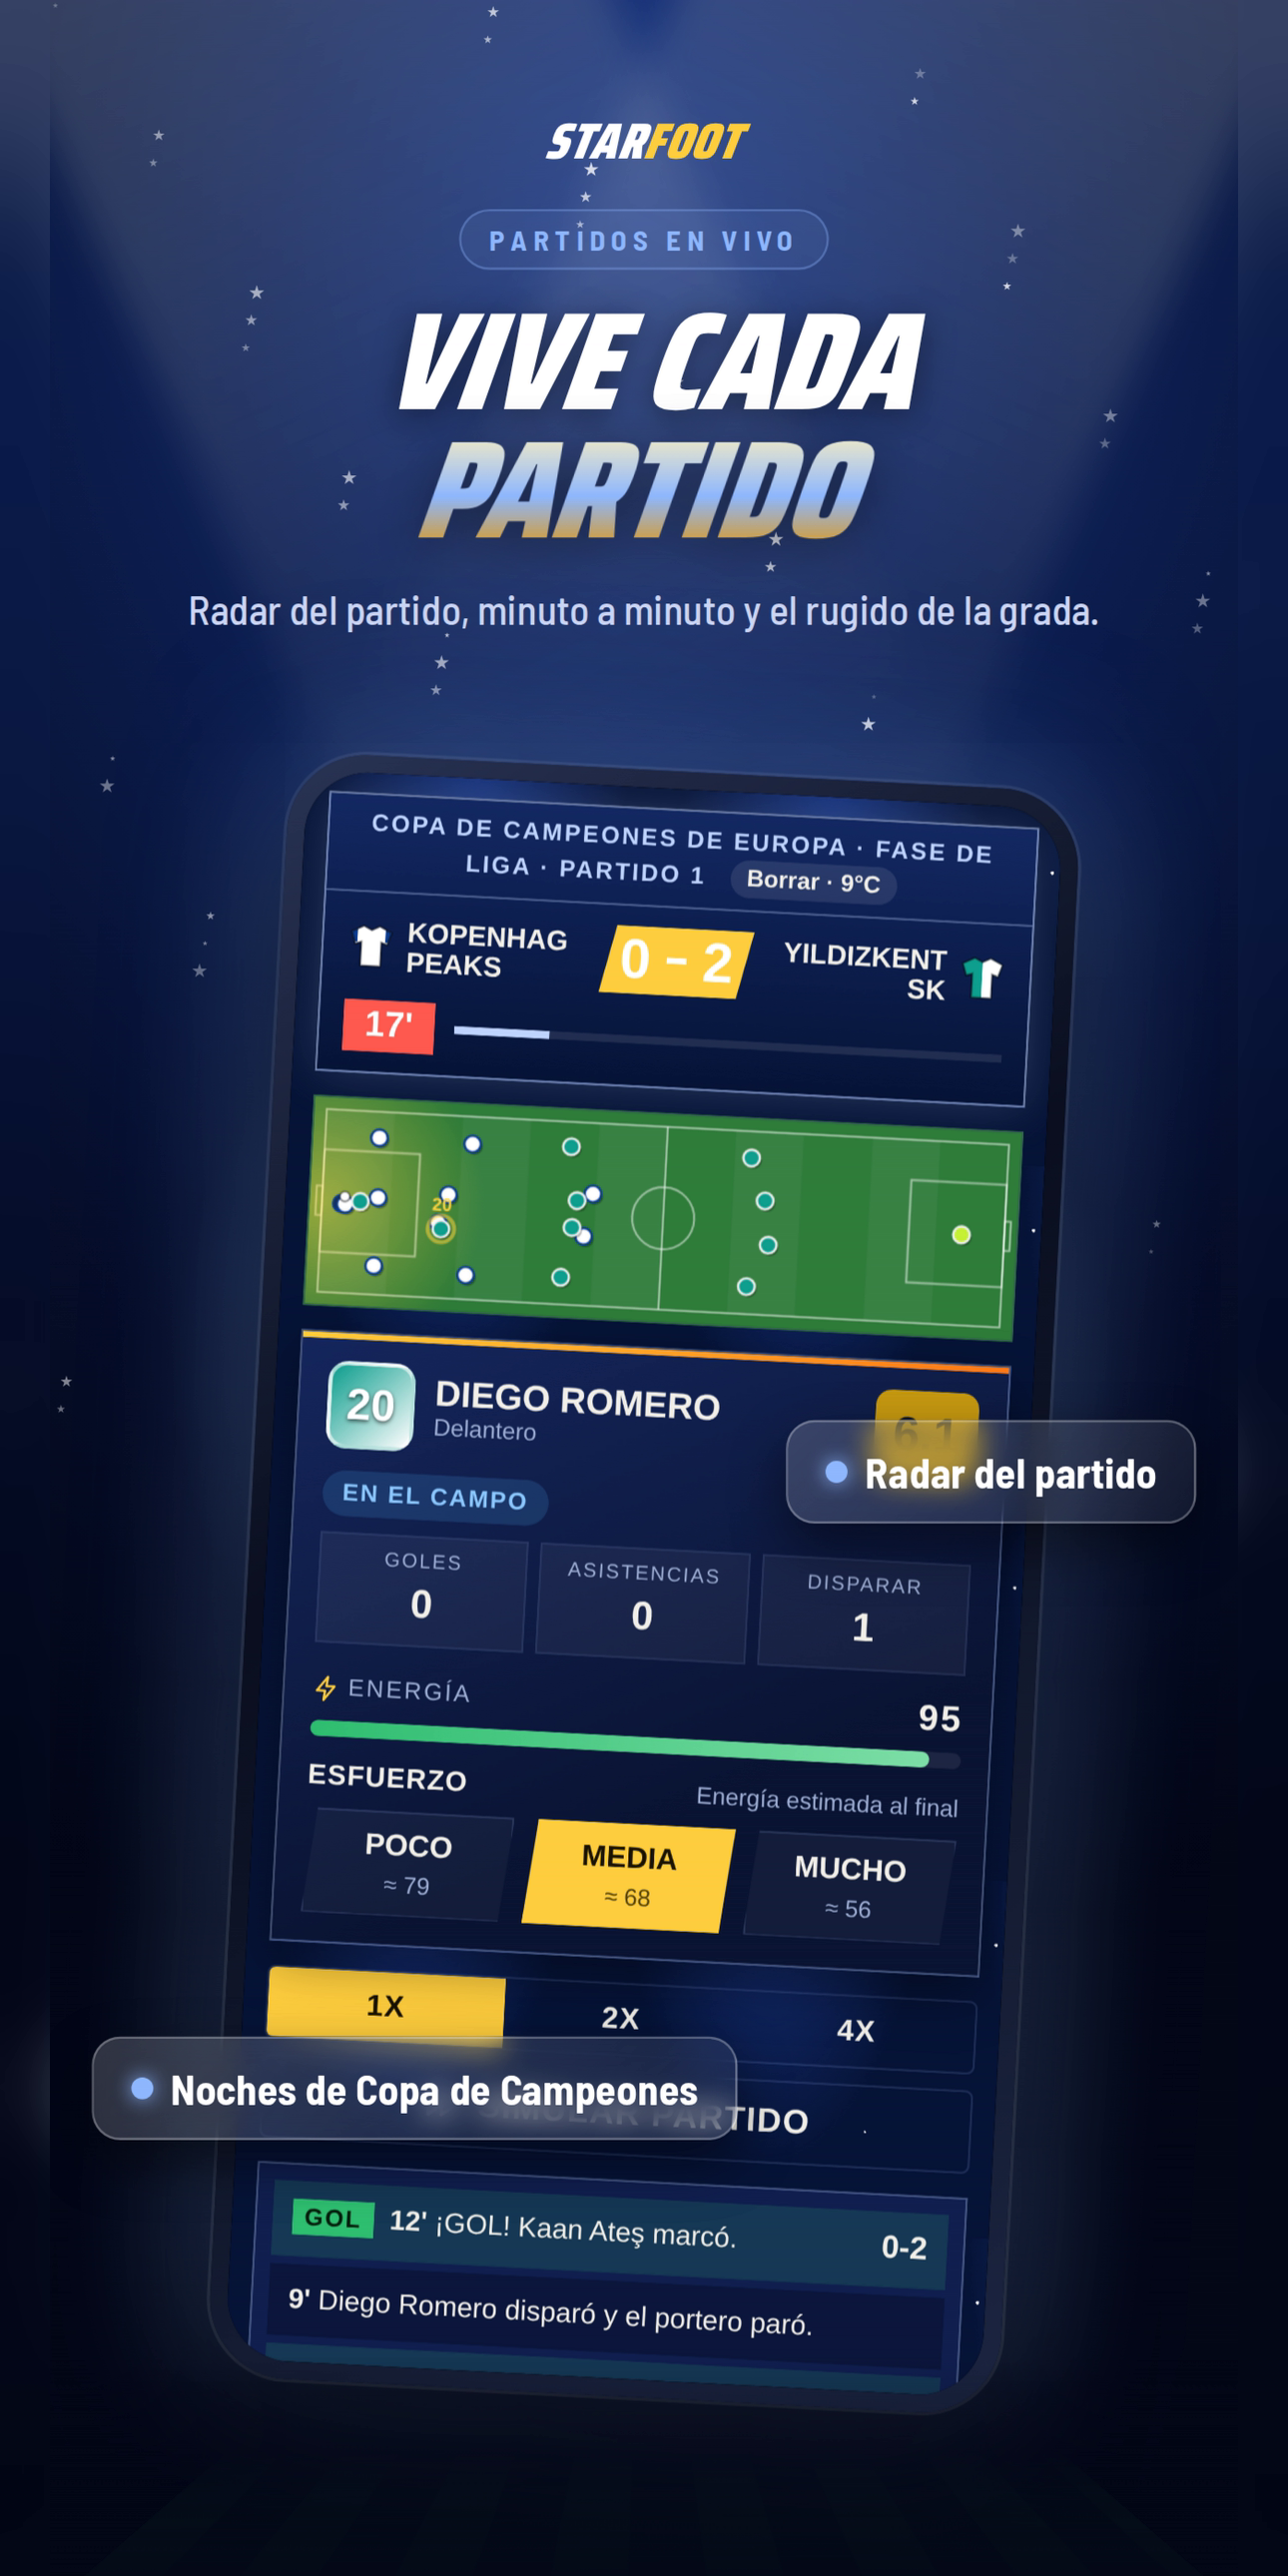 STARFOOT
PARTIDOS EN VIVO
VIVE CADA
PARTIDO
Radar del partido, minuto a minuto y el rugido de la grada.
COPA DE CAMPEONES DE EUROPA · FASE DE
LIGA · PARTIDO 1 Borrar · 9°C
KOPENHAG
PEAKS
0 - 2
YILDIZKENT
SK
17'
20
20
DIEGO ROMERO
Delantero
6.1
Radar del partido
EN EL CAMPO
GOLES
0
ASISTENCIAS
0
DISPARAR
1
ENERGÍA
95
ESFUERZO
Energía estimada al final
POCO
≈ 79
MEDIA
≈ 68
MUCHO
≈ 56
1X
2X
4X
Noches de Copa de Campeones
SIMULAR PARTIDO
GOL 12' ¡GOL! Kaan Ateş marcó. 0-2
9' Diego Romero disparó y el portero paró.